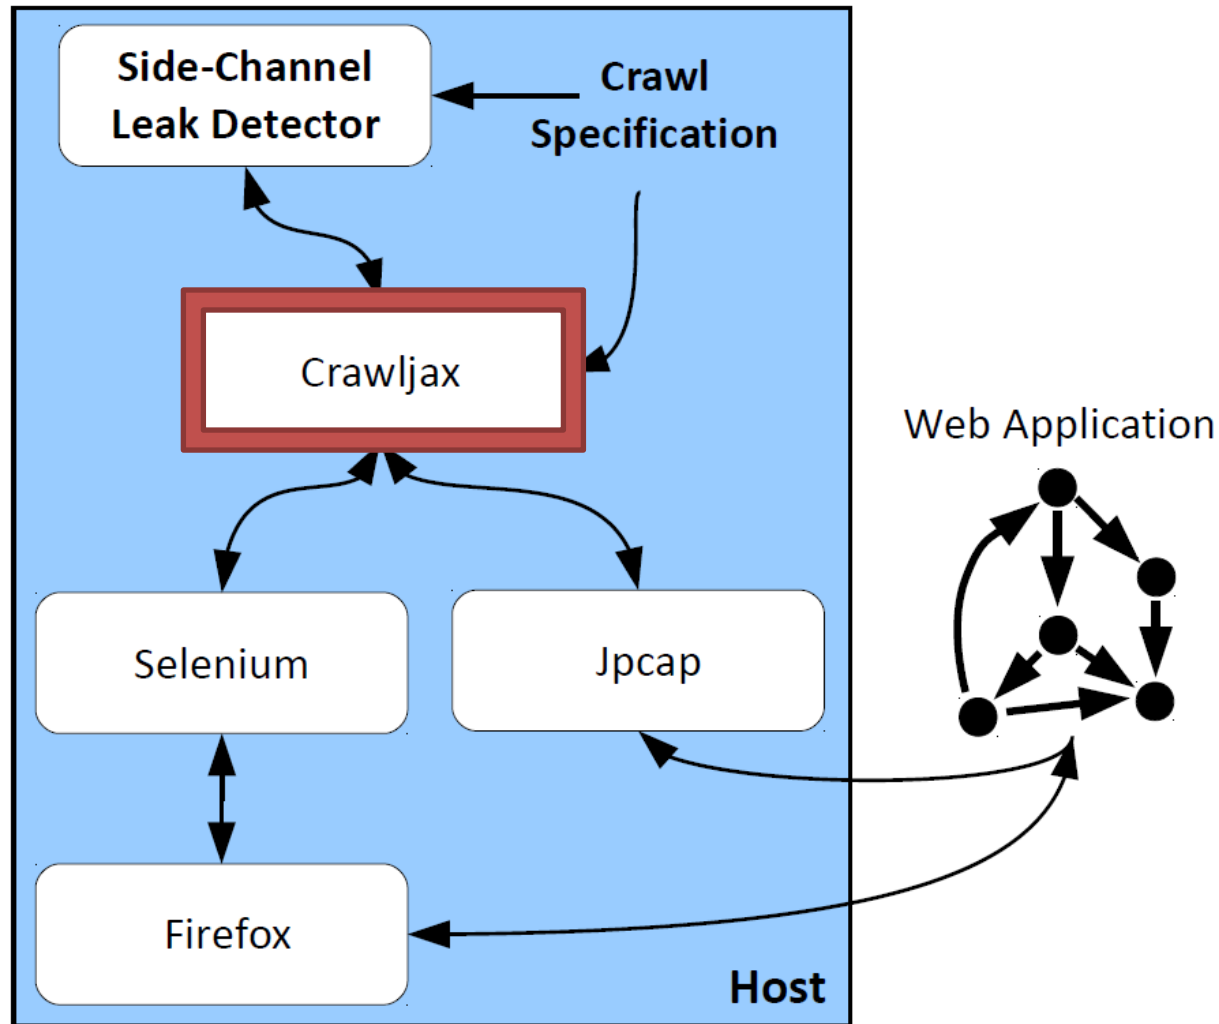 Side-Channel
Leak Detector
Crawl
Specification
Crawljax
Web Application
Selenium
Jpcap
Firefox
Host